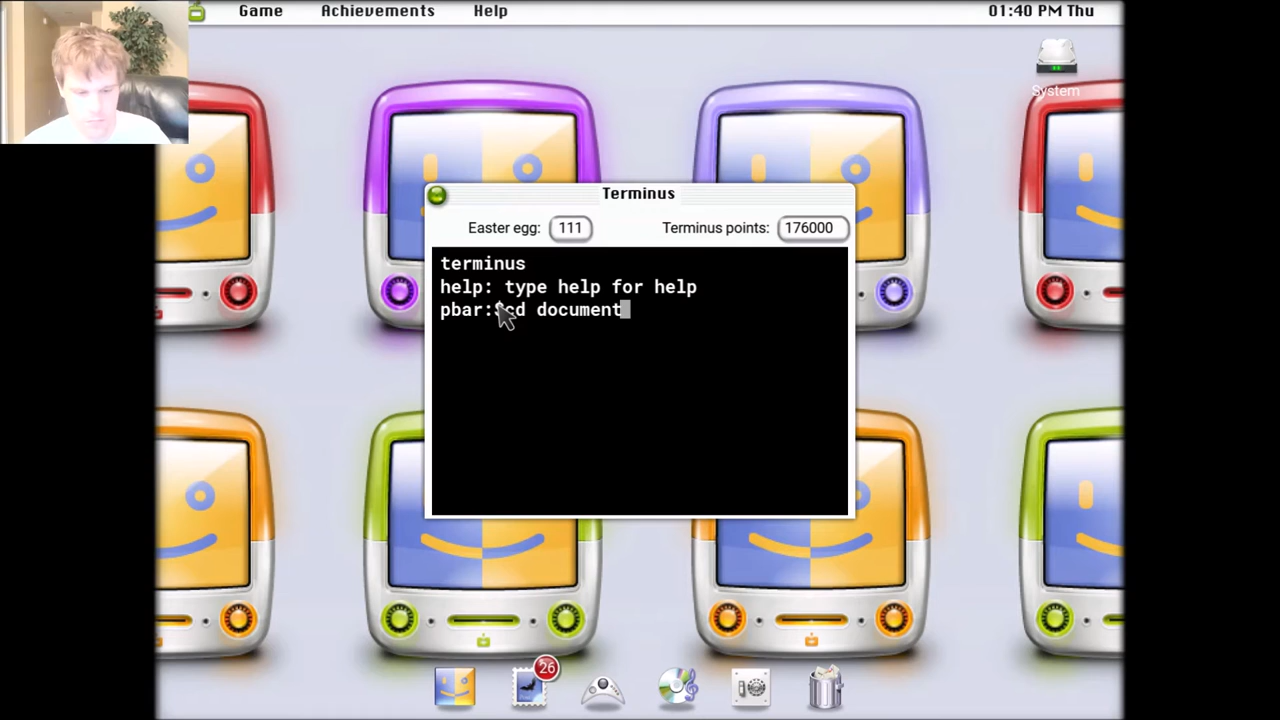 Game Achievements Help 01:40 PM Thu
System
Terminus
Easter egg: 111 Terminus points: 176000
terminus
help: type help for help
pbar:$cd document
26